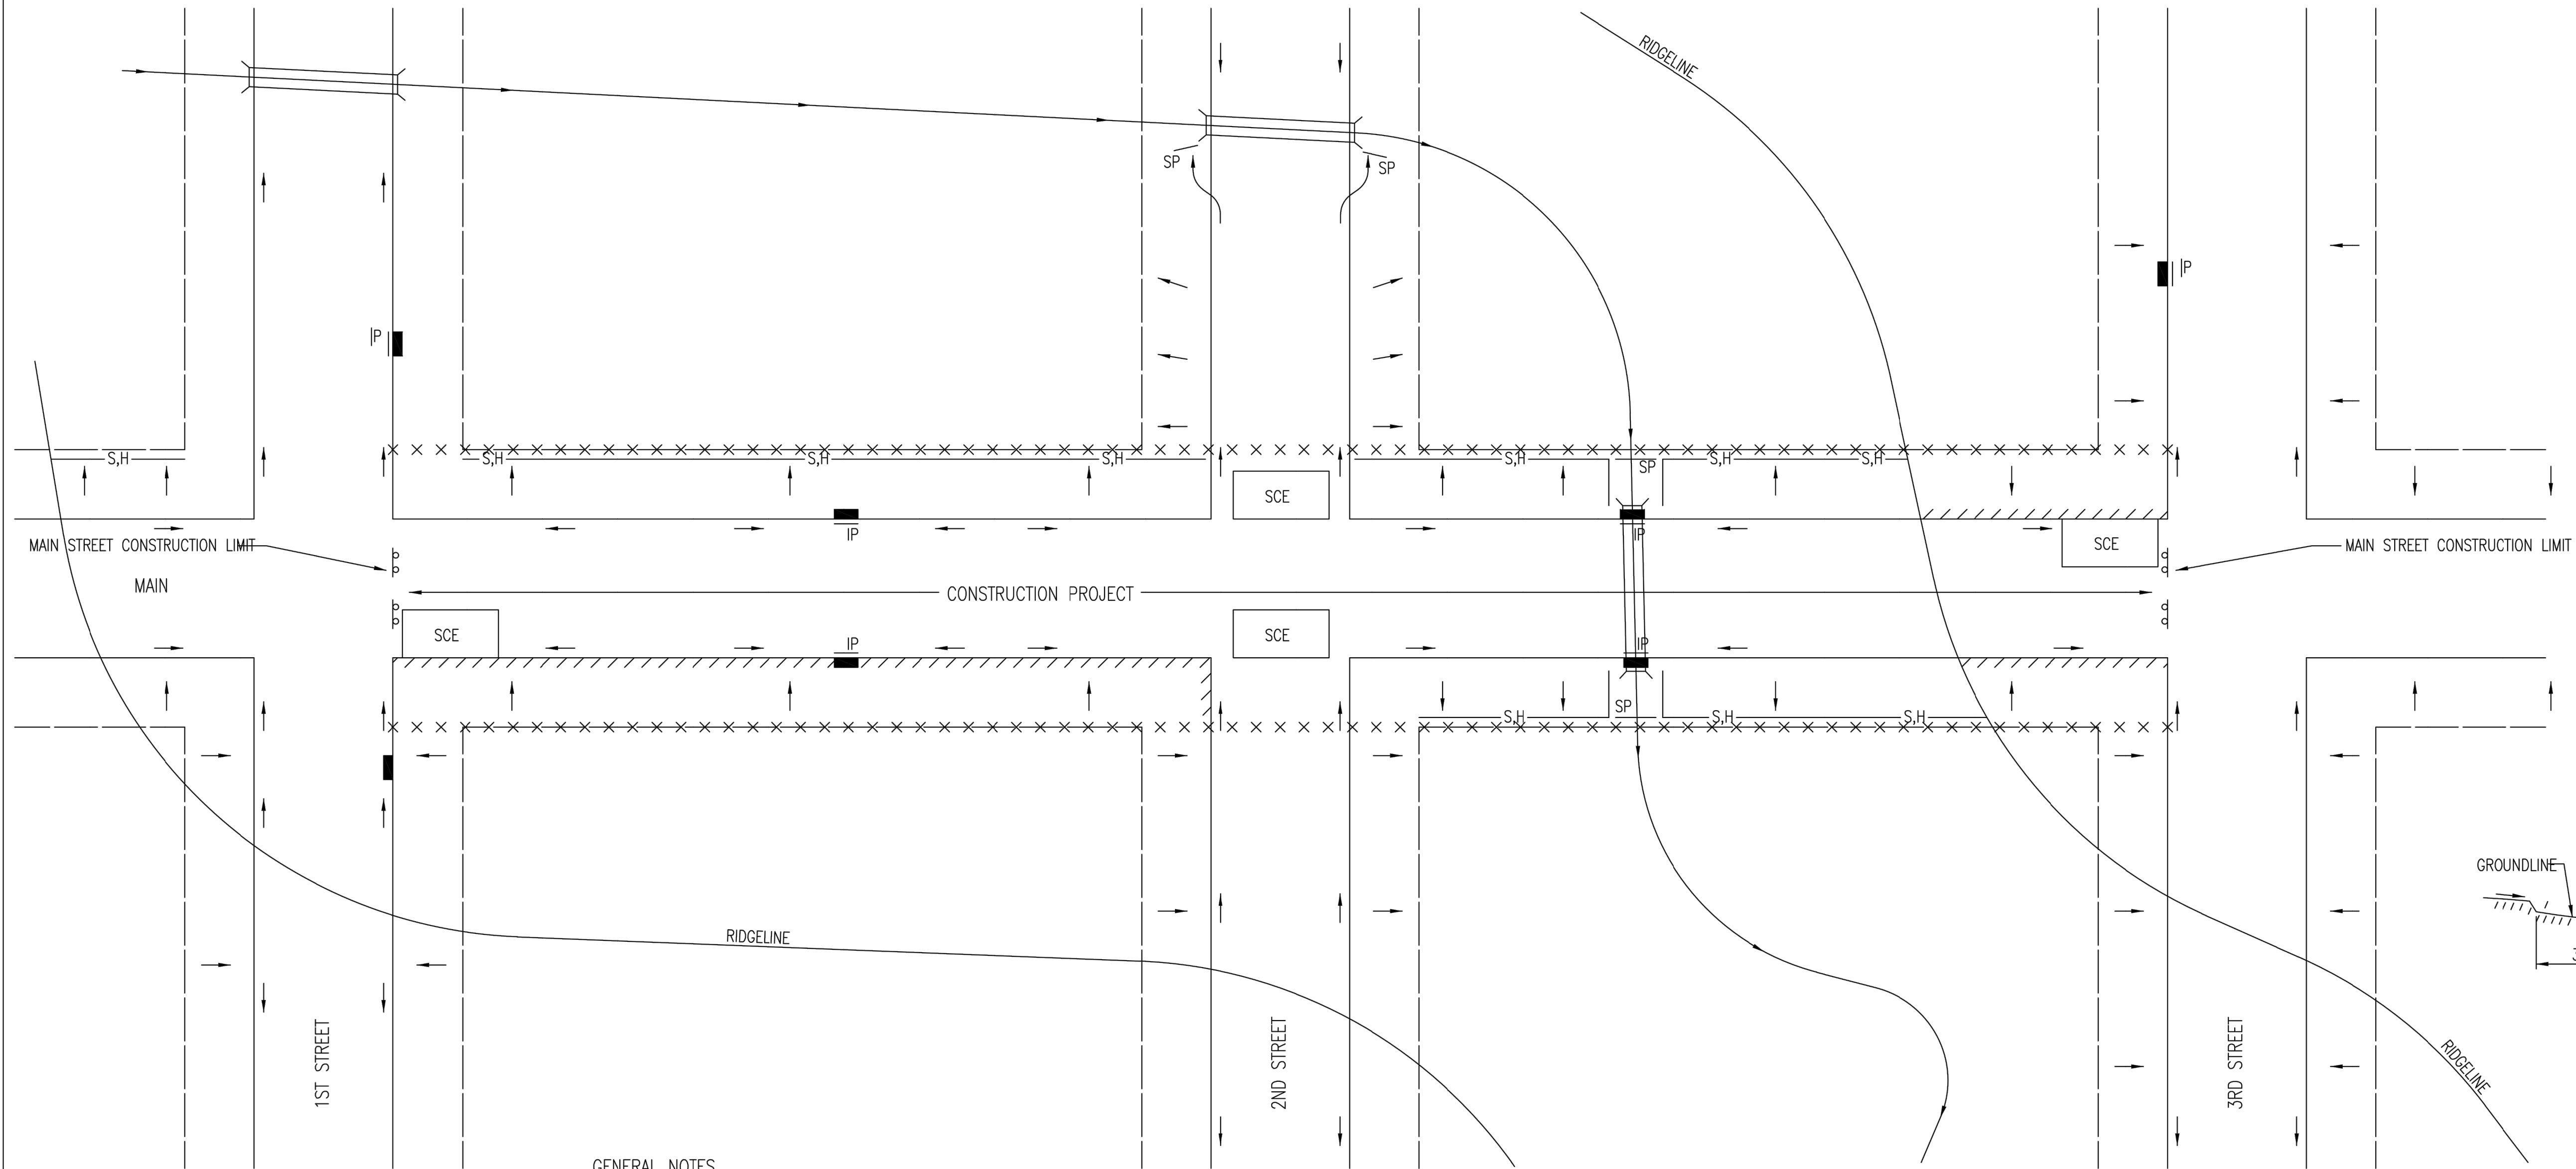 RIDGELINE
SP
SP
IP
IP
S,H
S,H
S,H
S,H
S,H
SP
S,H
S,H
SCE
IP
IP
SCE
MAIN STREET CONSTRUCTION LIMIT
MAIN STREET CONSTRUCTION LIMIT
MAIN
CONSTRUCTION PROJECT
SCE
SCE
IP
IP
SP
S,H
S,H
S,H
GROUNDLINE
RIDGELINE
1ST STREET
2ND STREET
3RD STREET
RIDGELINE
GENERAL NOTES